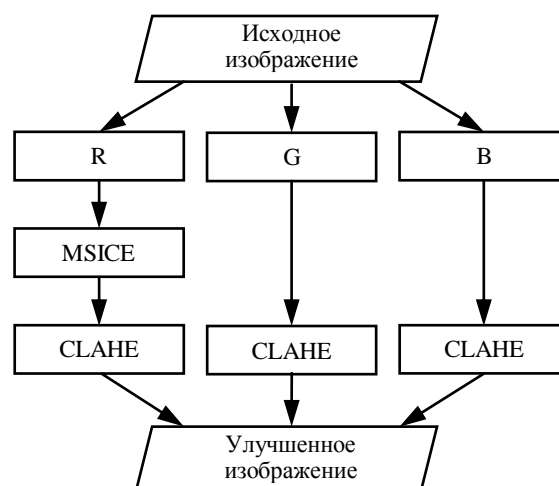 Исходное
изображение
R
G
B
MSICE
CLAHE
CLAHE
CLAHE
Улучшенное
изображение